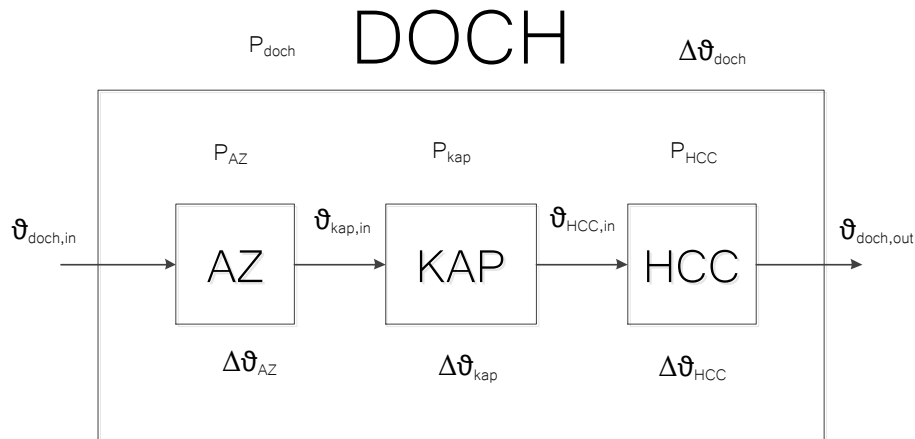 DOCH
P_doch
Δϑ_doch
P_AZ
P_kap
P_HCC
ϑ_doch,in
ϑ_kap,in
ϑ_HCC,in
ϑ_doch,out
AZ
KAP
HCC
Δϑ_AZ
Δϑ_kap
Δϑ_HCC